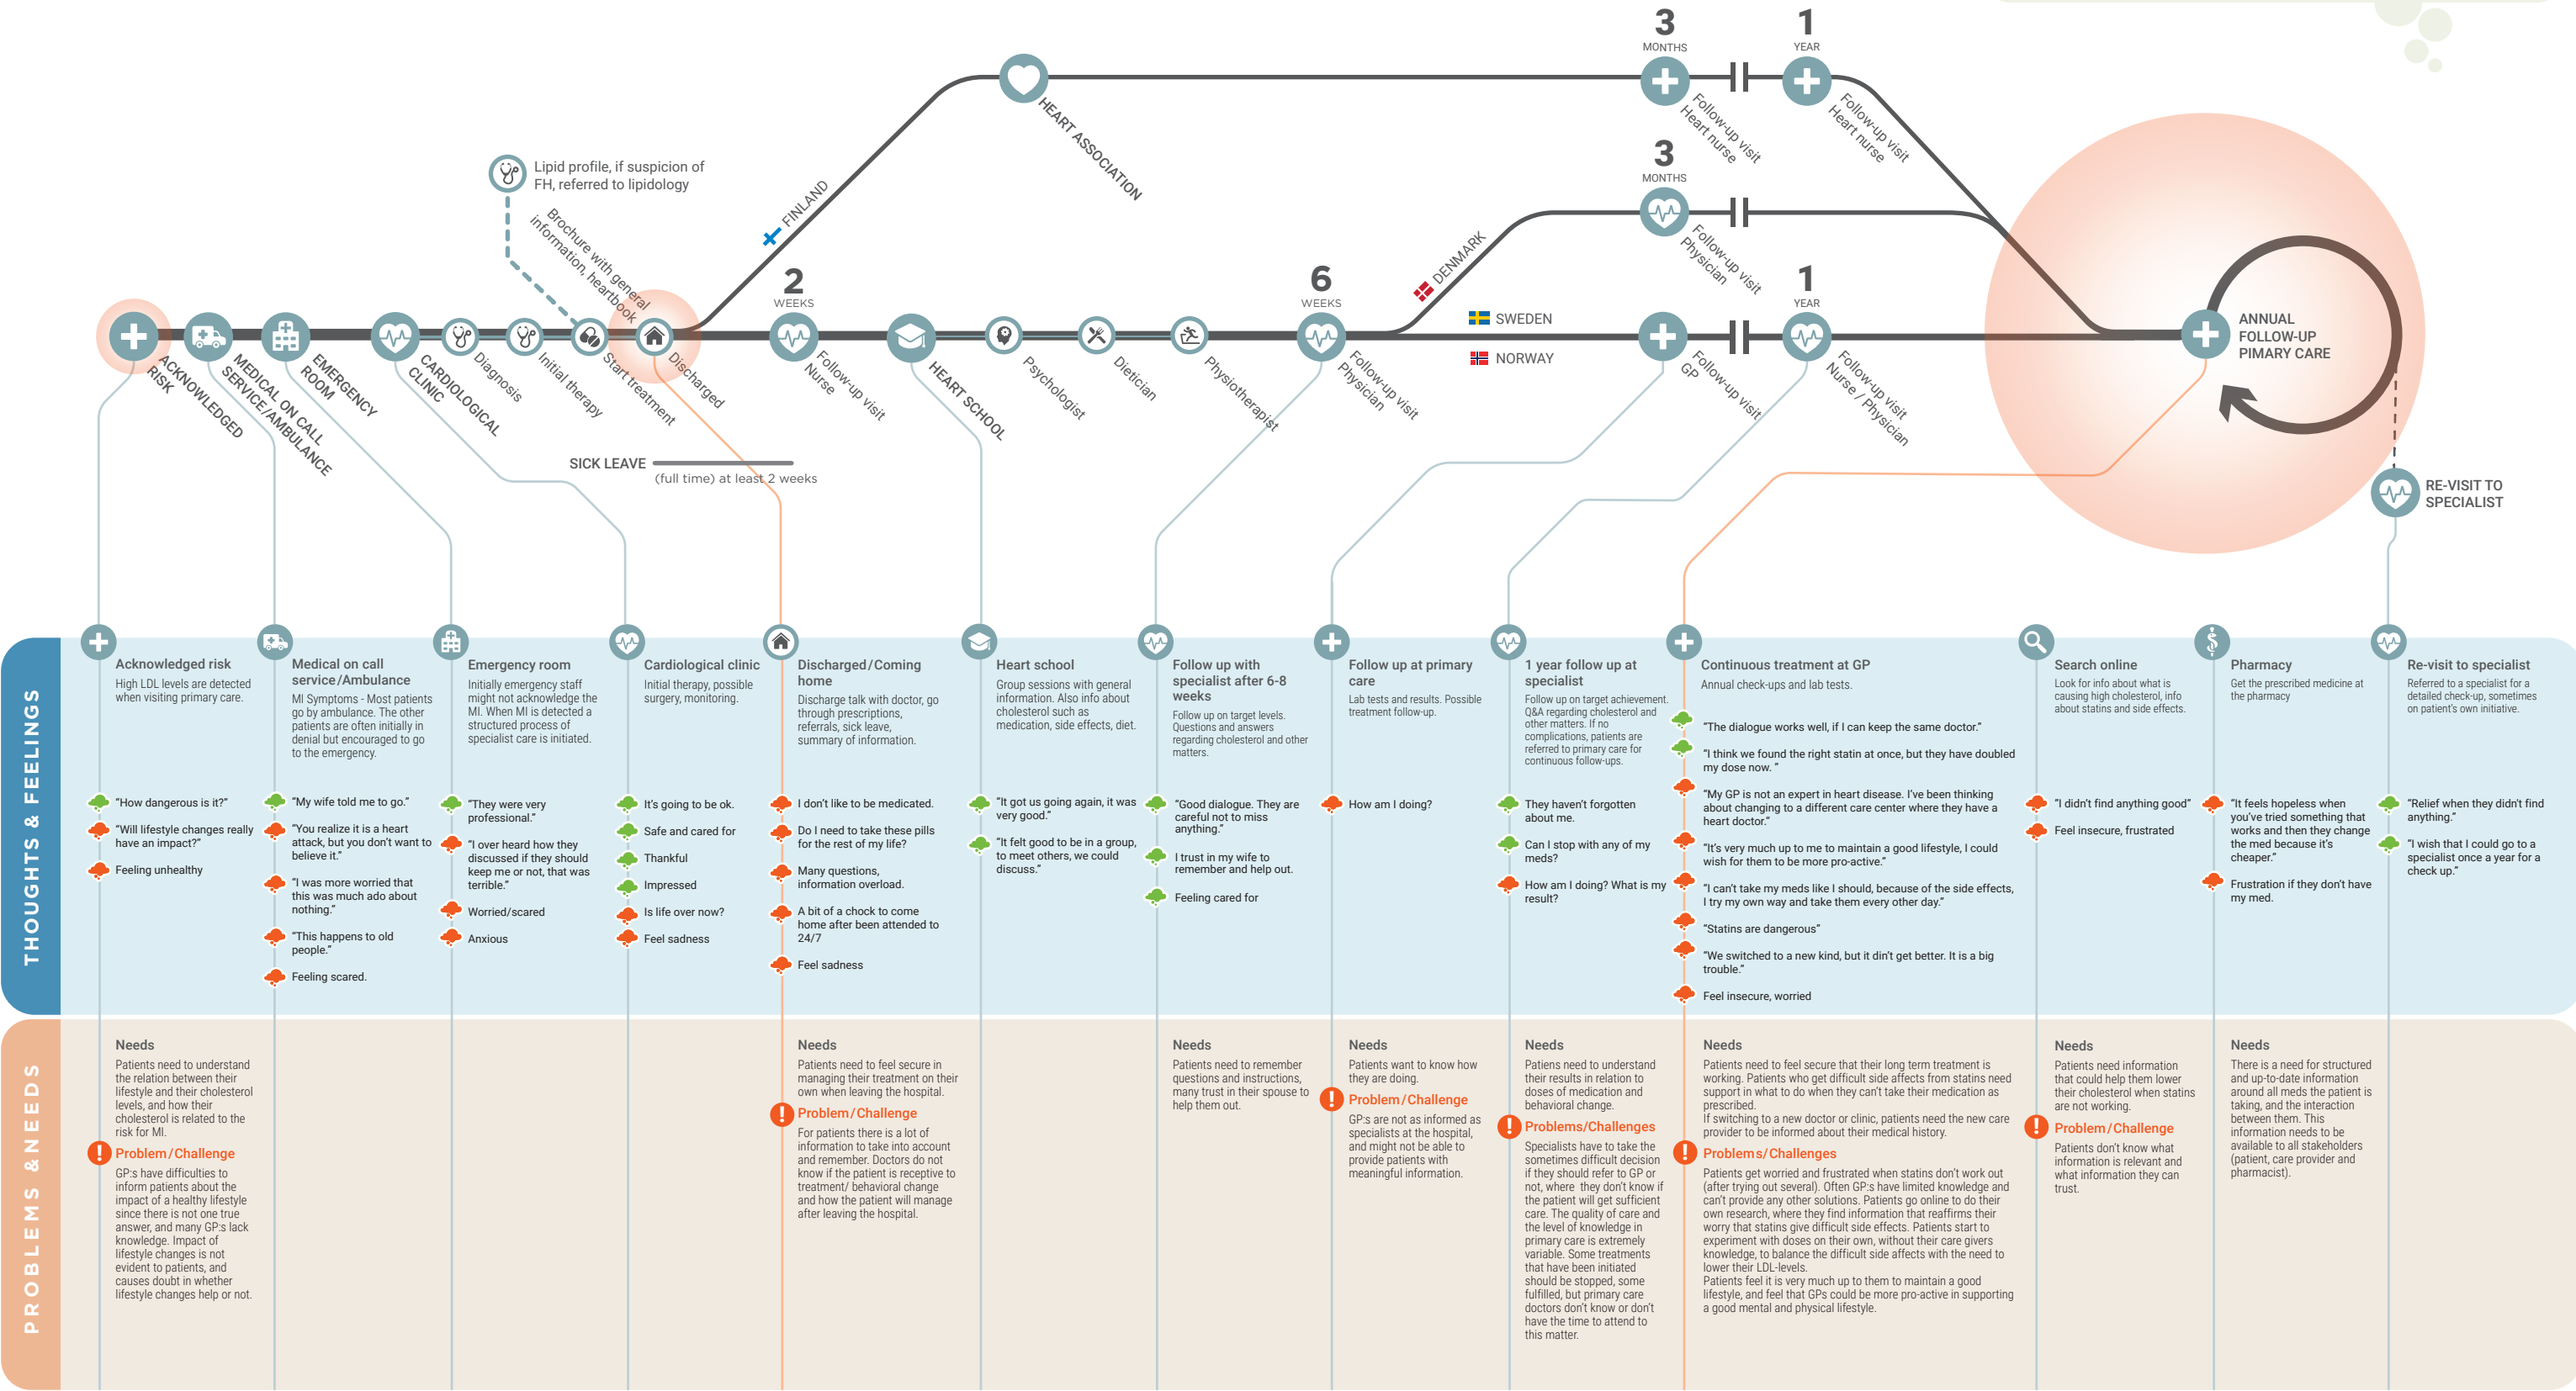 3
MONTHS
1
YEAR
HEART ASSOCIATION
Follow-up visit
Heart nurse
Follow-up visit
Heart nurse
Lipid profile, if suspicion of
FH, referred to lipidology
Brochure with general
information, heartbook
FINLAND
3
MONTHS
Follow-up visit
Physician
DENMARK
2
WEEKS
6
WEEKS
1
YEAR
SWEDEN
NORWAY
ACKNOWLEDGED
RISK
MEDICAL ON CALL
SERVICE/AMBULANCE
EMERGENCY
ROOM
CARDIOLOGICAL
CLINIC
Diagnosis
Initial therapy
Start treatment
Discharged
Follow-up visit
Nurse
HEART SCHOOL
Psychologist
Dietician
Physiotherapist
Follow-up visit
Physician
Follow-up visit
GP
Follow-up visit
Nurse / Physician
ANNUAL
FOLLOW-UP
PIMARY CARE
SICK LEAVE
(full time) at least 2 weeks
RE-VISIT TO
SPECIALIST
THOUGHTS & FEELINGS
Acknowledged risk
High LDL levels are detected
when visiting primary care.
"How dangerous is it?"
"Will lifestyle changes really
have an impact?"
Feeling unhealthy
Medical on call
service/Ambulance
MI Symptoms - Most patients
go by ambulance. The other
patients are often initially in
denial but encouraged to go
to the emergency.
"My wife told me to go."
"You realize it is a heart
attack, but you don't want to
believe it."
"I was more worried that
this was much ado about
nothing."
"This happens to old
people."
Feeling scared.
Emergency room
Initially emergency staff
might not acknowledge the
MI. When MI is detected a
structured process of
specialist care is initiated.
"They were very
professional."
"I over heard how they
discussed if they should
keep me or not, that was
terrible."
Worried/scared
Anxious
Cardiological clinic
Initial therapy, possible
surgery, monitoring.
It's going to be ok.
Safe and cared for
Thankful
Impressed
Is life over now?
Feel sadness
Discharged/Coming
home
Discharge talk with doctor, go
through prescriptions,
referrals, sick leave,
summary of information.
I don't like to be medicated.
Do I need to take these pills
for the rest of my life?
Many questions,
information overload.
A bit of a chock to come
home after been attended to
24/7
Feel sadness
Heart school
Group sessions with general
information. Also info about
cholesterol such as
medication, side effects, diet.
"It got us going again, it was
very good."
"It felt good to be in a group,
to meet others, we could
discuss."
Follow up with
specialist after 6-8
weeks
Follow up on target levels.
Questions and answers
regarding cholesterol and other
matters.
"Good dialogue. They are
careful not to miss
anything."
I trust in my wife to
remember and help out.
Feeling cared for
Follow up at primary
care
Lab tests and results. Possible
treatment follow-up.
How am I doing?
1 year follow up at
specialist
Follow up on target achievement.
Q&A regarding cholesterol and
other matters. If no
complications, patients are
referred to primary care for
continuous follow-ups.
They haven't forgotten
about me.
Can I stop with any of my
meds?
How am I doing? What is my
result?
Continuous treatment at GP
Annual check-ups and lab tests.
"The dialogue works well, if I can keep the same doctor."
"I think we found the right statin at once, but they have doubled
my dose now. "
"My GP is not an expert in heart disease. I've been thinking
about changing to a different care center where they have a
heart doctor."
"It's very much up to me to maintain a good lifestyle, I could
wish for them to be more pro-active."
"I can't take my meds like I should, because of the side effects,
I try my own way and take them every other day."
"Statins are dangerous"
"We switched to a new kind, but it din't get better. It is a big
trouble."
Feel insecure, worried
Search online
Look for info about what is
causing high cholesterol, info
about statins and side effects.
"I didn't find anything good"
Feel insecure, frustrated
Pharmacy
Get the prescribed medicine at
the pharmacy
"It feels hopeless when
you've tried something that
works and then they change
the med because it's
cheaper."
Frustration if they don't have
my med.
Re-visit to specialist
Referred to a specialist for a
detailed check-up, sometimes
on patient's own initiative.
"Relief when they didn't find
anything."
"I wish that I could go to a
specialist once a year for a
check up."
PROBLEMS & NEEDS
Needs
Patients need to understand
the relation between their
lifestyle and their cholesterol
levels, and how their
cholesterol is related to the
risk for MI.
Problem/Challenge
GP:s have difficulties to
inform patients about the
impact of a healthy lifestyle
since there is not one true
answer, and many GP:s lack
knowledge. Impact of
lifestyle changes is not
evident to patients, and
causes doubt in whether
lifestyle changes help or not.
Needs
Patients need to feel secure in
managing their treatment on their
own when leaving the hospital.
Problem/Challenge
For patients there is a lot of
information to take into account
and remember. Doctors do not
know if the patient is receptive to
treatment/ behavioral change
and how the patient will manage
after leaving the hospital.
Needs
Patients need to remember
questions and instructions,
many trust in their spouse to
help them out.
Needs
Patients want to know how
they are doing.
Problem/Challenge
GP:s are not as informed as
specialists at the hospital,
and might not be able to
provide patients with
meaningful information.
Needs
Patiens need to understand
their results in relation to
doses of medication and
behavioral change.
Problems/Challenges
Specialists have to take the
sometimes difficult decision
if they should refer to GP or
not, where they don't know if
the patient will get sufficient
care. The quality of care and
the level of knowledge in
primary care is extremely
variable. Some treatments
that have been initiated
should be stopped, some
fulfilled, but primary care
doctors don't know or don't
have the time to attend to
this matter.
Needs
Patients need to feel secure that their long term treatment is
working. Patients who get difficult side affects from statins need
support in what to do when they can't take their medication as
prescribed.
If switching to a new doctor or clinic, patients need the new care
provider to be informed about their medical history.
Problems/Challenges
Patients get worried and frustrated when statins don't work out
(after trying out several). Often GP:s have limited knowledge and
can't provide any other solutions. Patients go online to do their
own research, where they find information that reaffirms their
worry that statins give difficult side effects. Patients start to
experiment with doses on their own, without their care givers
knowledge, to balance the difficult side affects with the need to
lower their LDL-levels.
Patients feel it is very much up to them to maintain a good
lifestyle, and feel that GPs could be more pro-active in supporting
a good mental and physical lifestyle.
Needs
Patients need information
that could help them lower
their cholesterol when statins
are not working.
Problem/Challenge
Patients don't know what
information is relevant and
what information they can
trust.
Needs
There is a need for structured
and up-to-date information
around all meds the patient is
taking, and the interaction
between them. This
information needs to be
available to all stakeholders
(patient, care provider and
pharmacist).